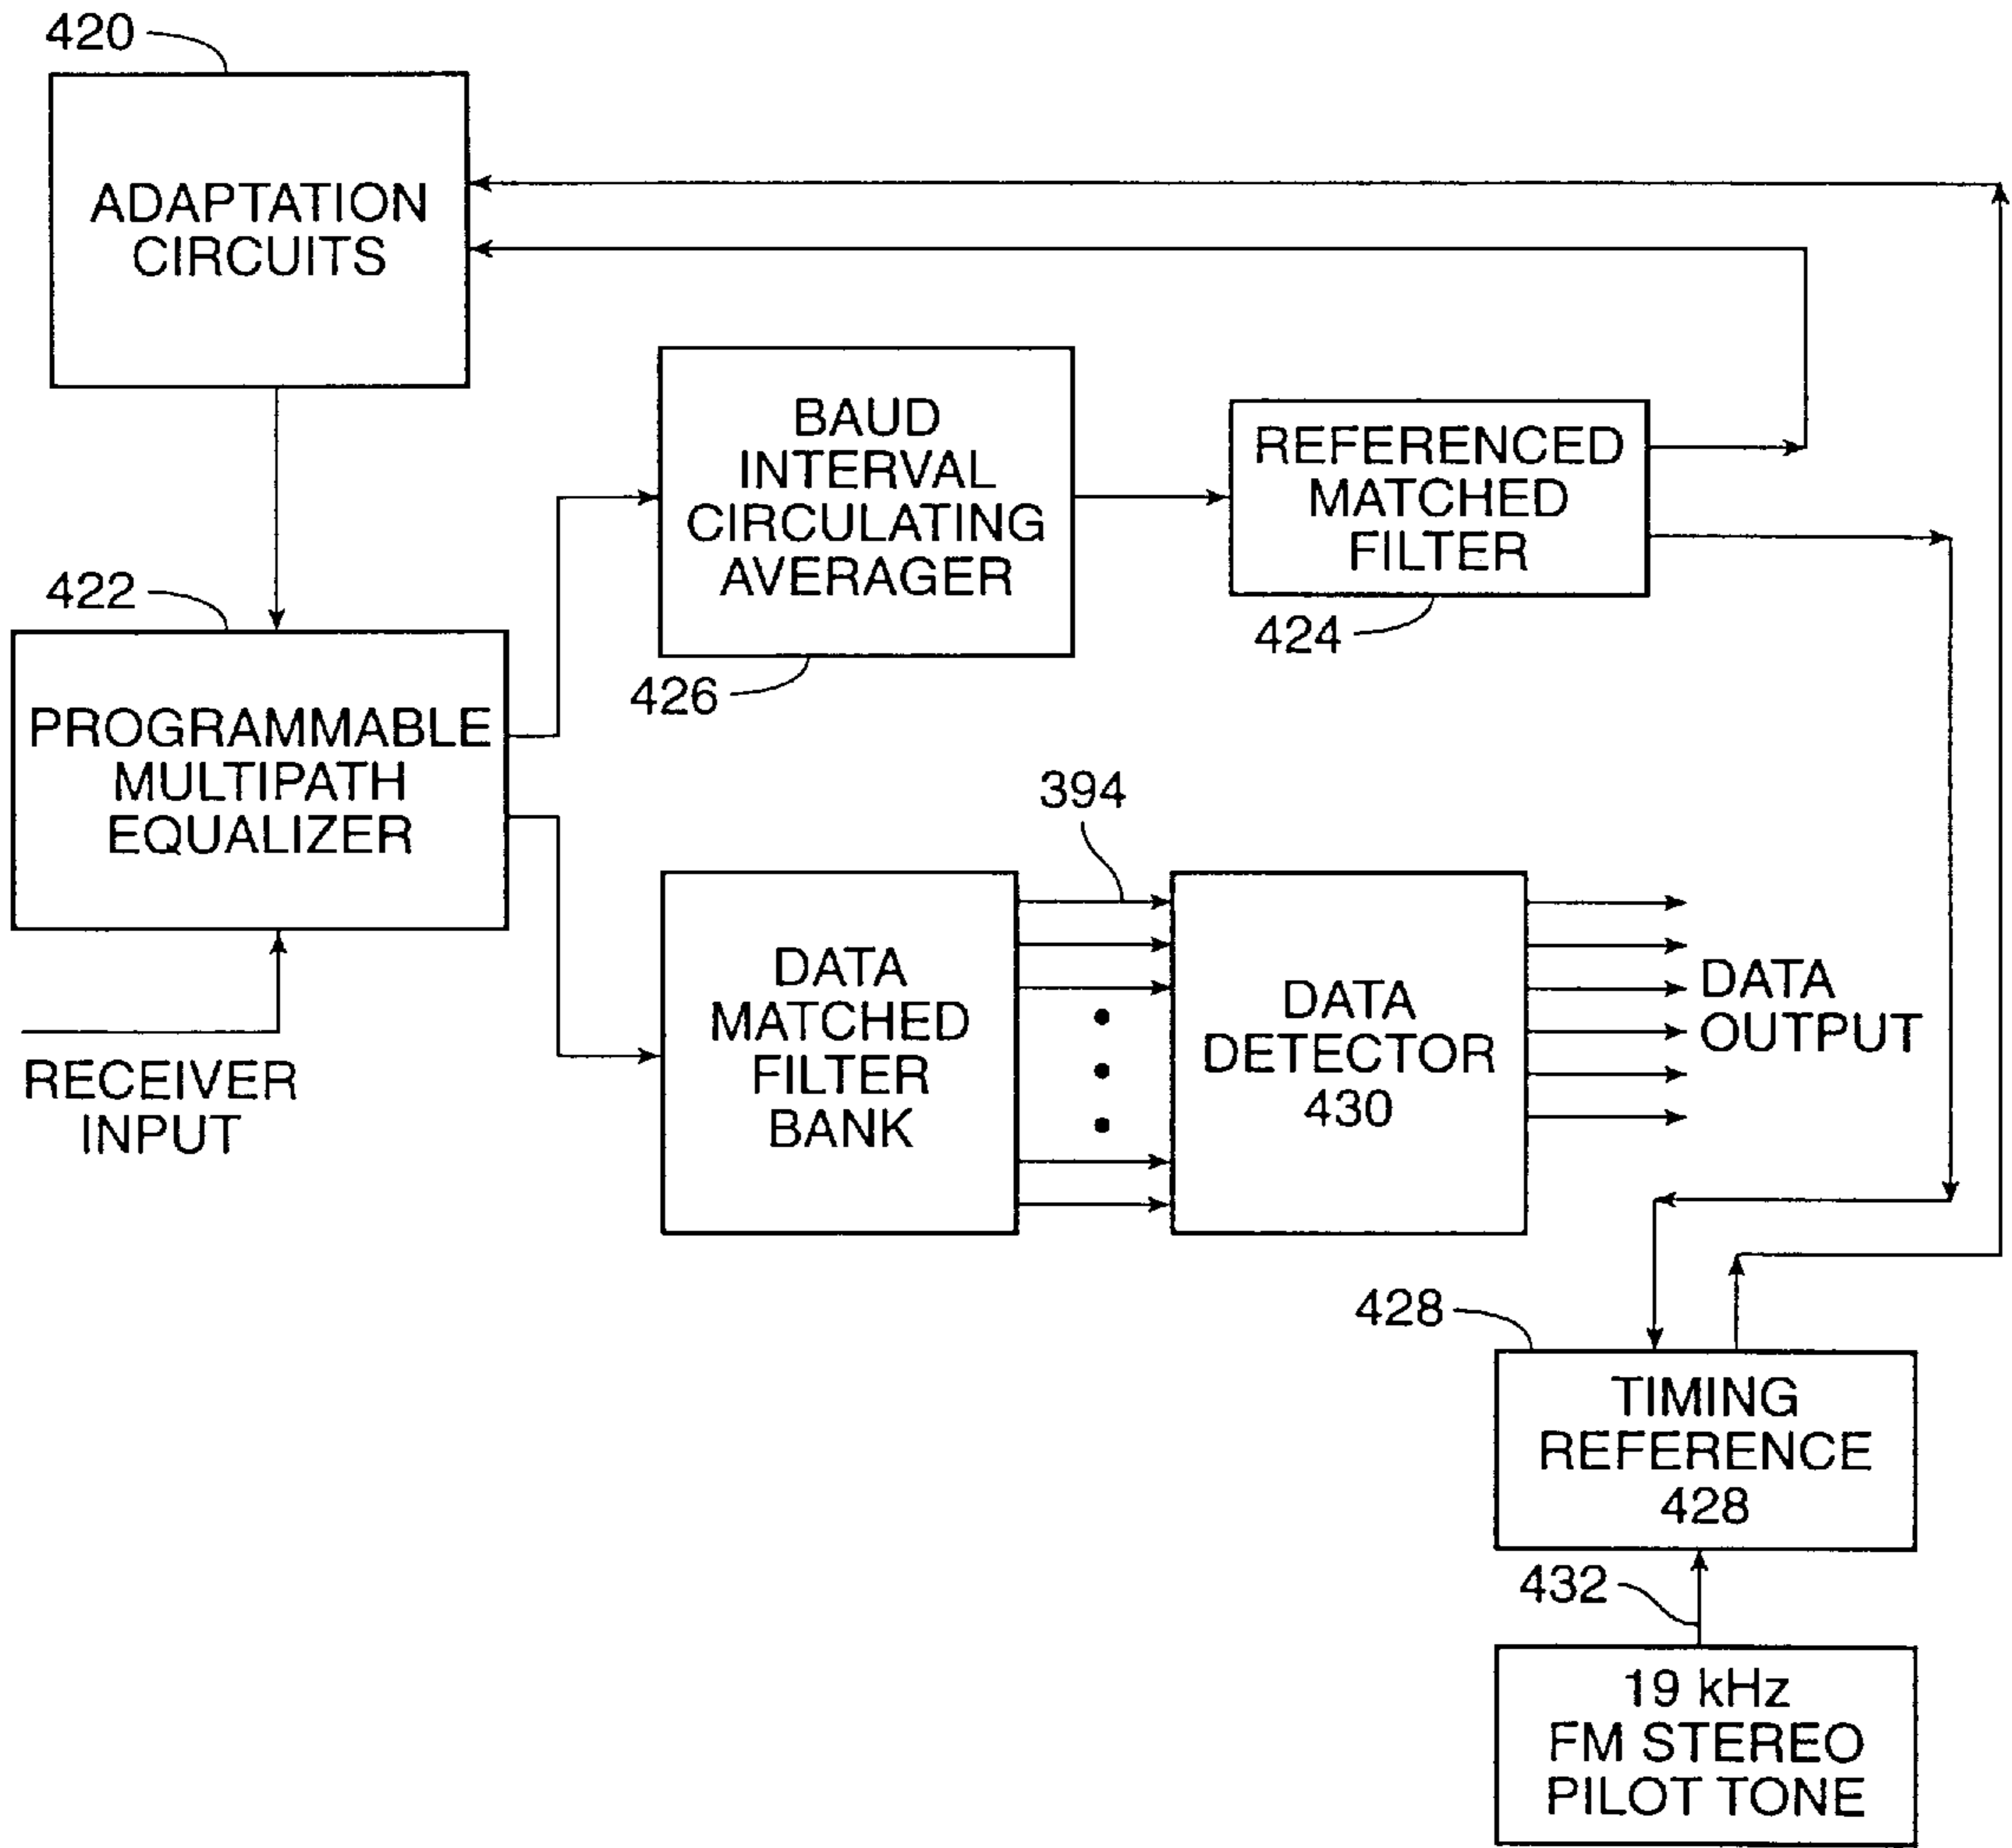 420
ADAPTATION
CIRCUITS
BAUD
INTERVAL
CIRCULATING
AVERAGER
426
REFERENCED
MATCHED
FILTER
424
422
PROGRAMMABLE
MULTIPATH
EQUALIZER
RECEIVER
INPUT
394
DATA
MATCHED
FILTER
BANK
DATA
DETECTOR
430
DATA
OUTPUT
428
TIMING
REFERENCE
428
432
19 kHz
FM STEREO
PILOT TONE